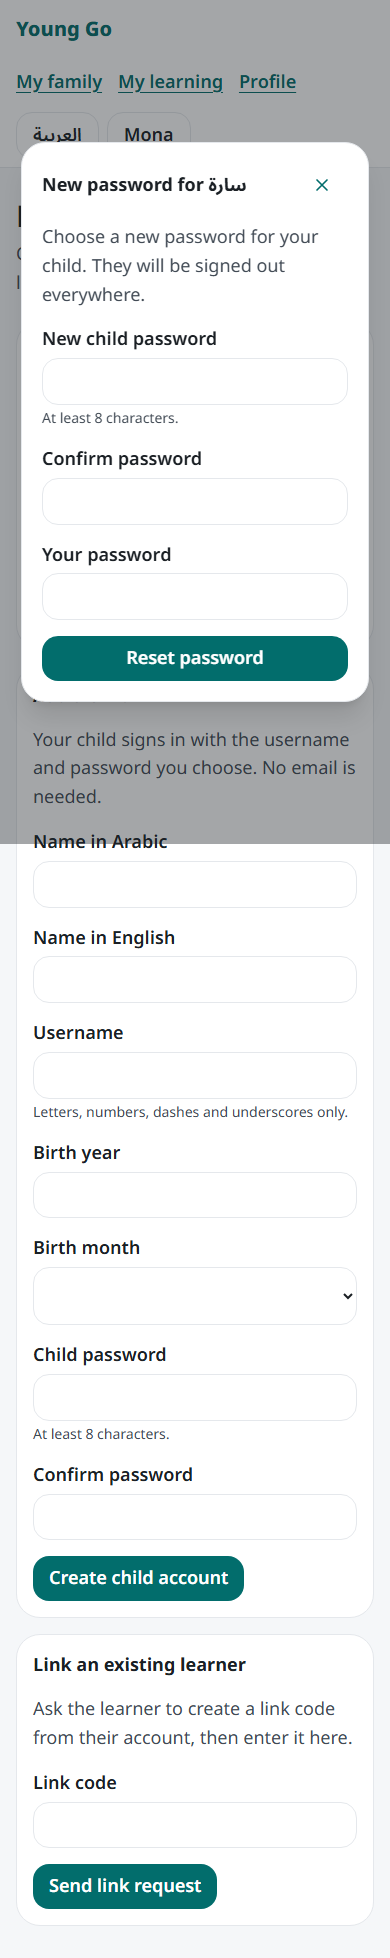 Young Go
My family My learning Profile
العربية Mona
New password for سارة
Choose a new password for your
child. They will be signed out
everywhere.
New child password
At least 8 characters.
Confirm password
Your password
Reset password
Your child signs in with the username
and password you choose. No email is
needed.
Name in Arabic
Name in English
Username
Letters, numbers, dashes and underscores only.
Birth year
Birth month
Child password
At least 8 characters.
Confirm password
Create child account
Link an existing learner
Ask the learner to create a link code
from their account, then enter it here.
Link code
Send link request